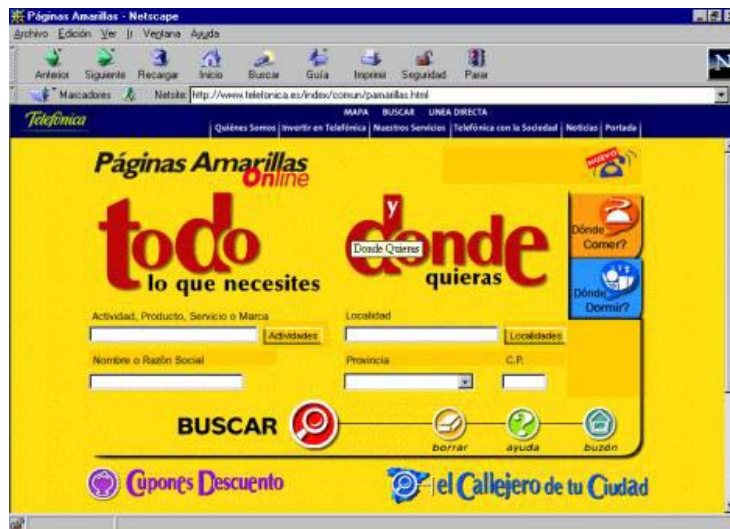 Páginas Amarillas - Netscape
Archivo Edición Ver Ir Ventana Ayuda
Anterior Siguiente Recargar Inicio Buscar Guía Imprimir Seguridad Parar
N
Marcadores Netsite: http://www.telefonica.es/index/comun/pamarillas.html
Telefónica
MAPA BUSCAR LINEA DIRECTA
Quiénes Somos Invertir en Telefónica Nuestros Servicios Telefónica con la Sociedad Noticias Portada
Páginas Amarillas
Online
NUEVO
todo y donde
Donde Quieras
lo que necesites quieras
Dónde Comer?
Dónde Dormir?
Actividad, Producto, Servicio o Marca Localidad
Actividades Localidades
Nombre o Razón Social Provincia C.P.
BUSCAR
borrar ayuda buzón
Cupones Descuento el Callejero de tu Ciudad